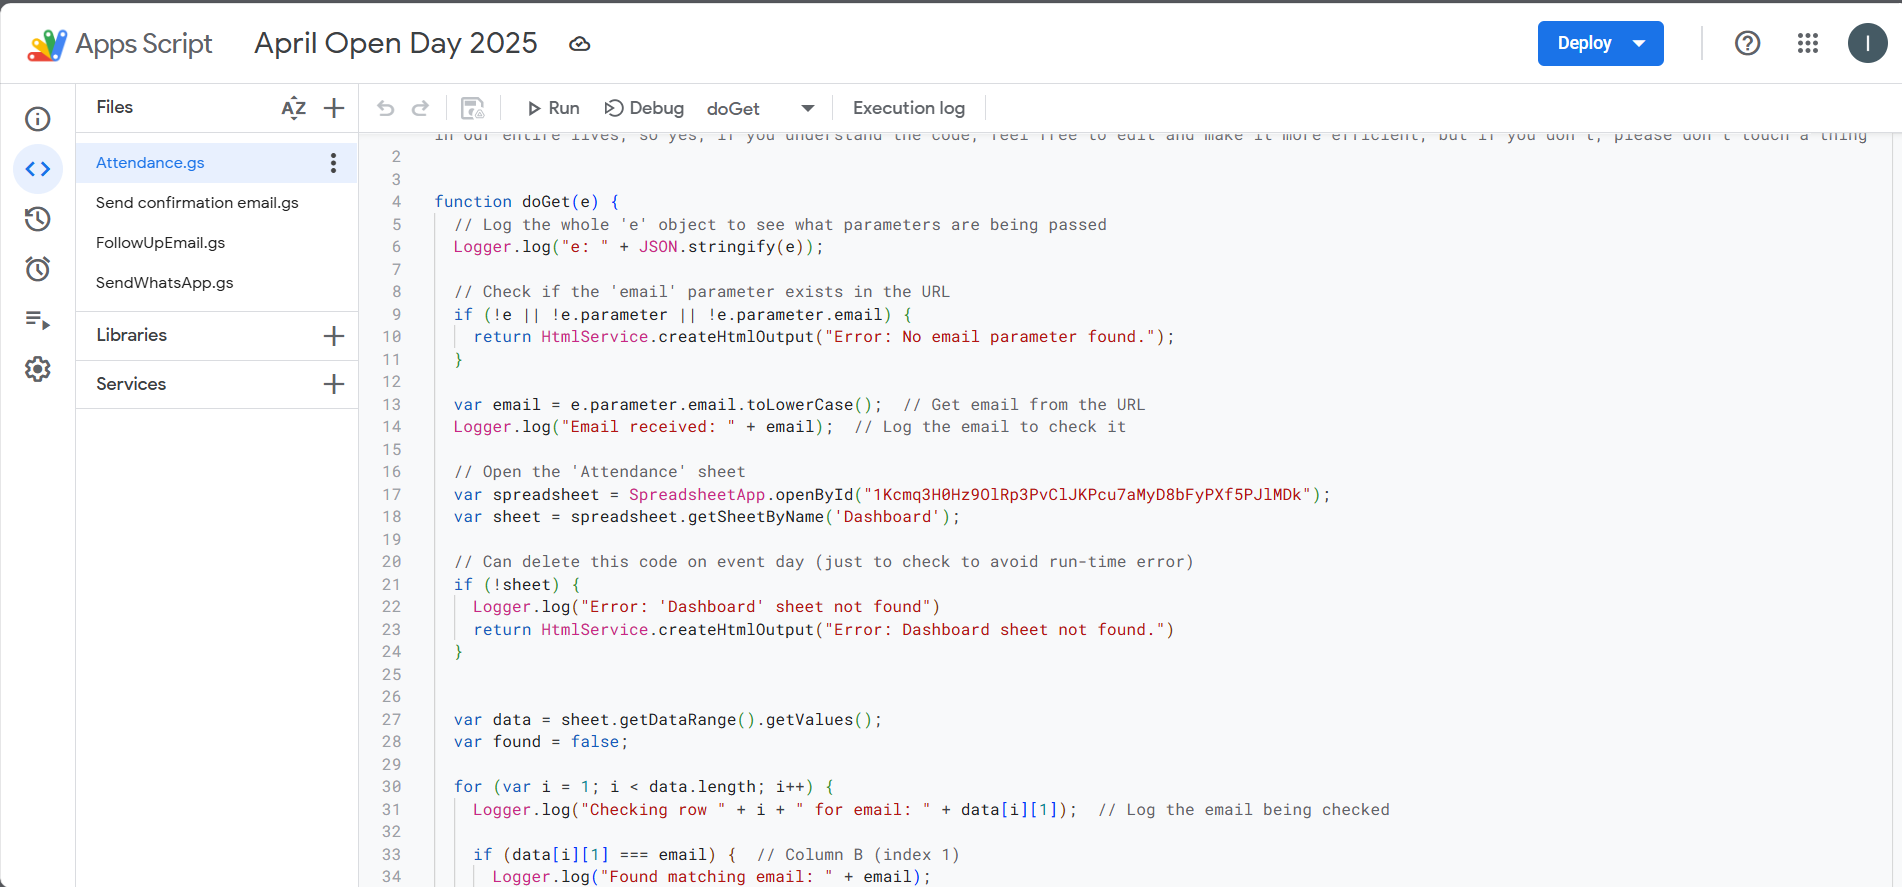 Apps Script
April Open Day 2025
Deploy
I
Files
AZ
Run
Debug
doGet
Execution log
Attendance.gs
Send confirmation email.gs
FollowUpEmail.gs
SendWhatsApp.gs
Libraries
Services
in our entire lives, so yes, if you understand the code, feel free to edit and make it more efficient, but if you don't, please don't touch a thing
2
3
4 function doGet(e) {
5 // Log the whole 'e' object to see what parameters are being passed
6 Logger.log("e: " + JSON.stringify(e));
7
8 // Check if the 'email' parameter exists in the URL
9 if (!e || !e.parameter || !e.parameter.email) {
10 return HtmlService.createHtmlOutput("Error: No email parameter found.");
11 }
12
13 var email = e.parameter.email.toLowerCase(); // Get email from the URL
14 Logger.log("Email received: " + email); // Log the email to check it
15
16 // Open the 'Attendance' sheet
17 var spreadsheet = SpreadsheetApp.openById("1Kcmq3H0Hz9OlRp3PvClJKPcu7aMyD8bFyPXf5PJlMDk");
18 var sheet = spreadsheet.getSheetByName('Dashboard');
19
20 // Can delete this code on event day (just to check to avoid run-time error)
21 if (!sheet) {
22 Logger.log("Error: 'Dashboard' sheet not found")
23 return HtmlService.createHtmlOutput("Error: Dashboard sheet not found.")
24 }
25
26
27 var data = sheet.getDataRange().getValues();
28 var found = false;
29
30 for (var i = 1; i < data.length; i++) {
31 Logger.log("Checking row " + i + " for email: " + data[i][1]); // Log the email being checked
32
33 if (data[i][1] === email) { // Column B (index 1)
34 Logger.log("Found matching email: " + email);